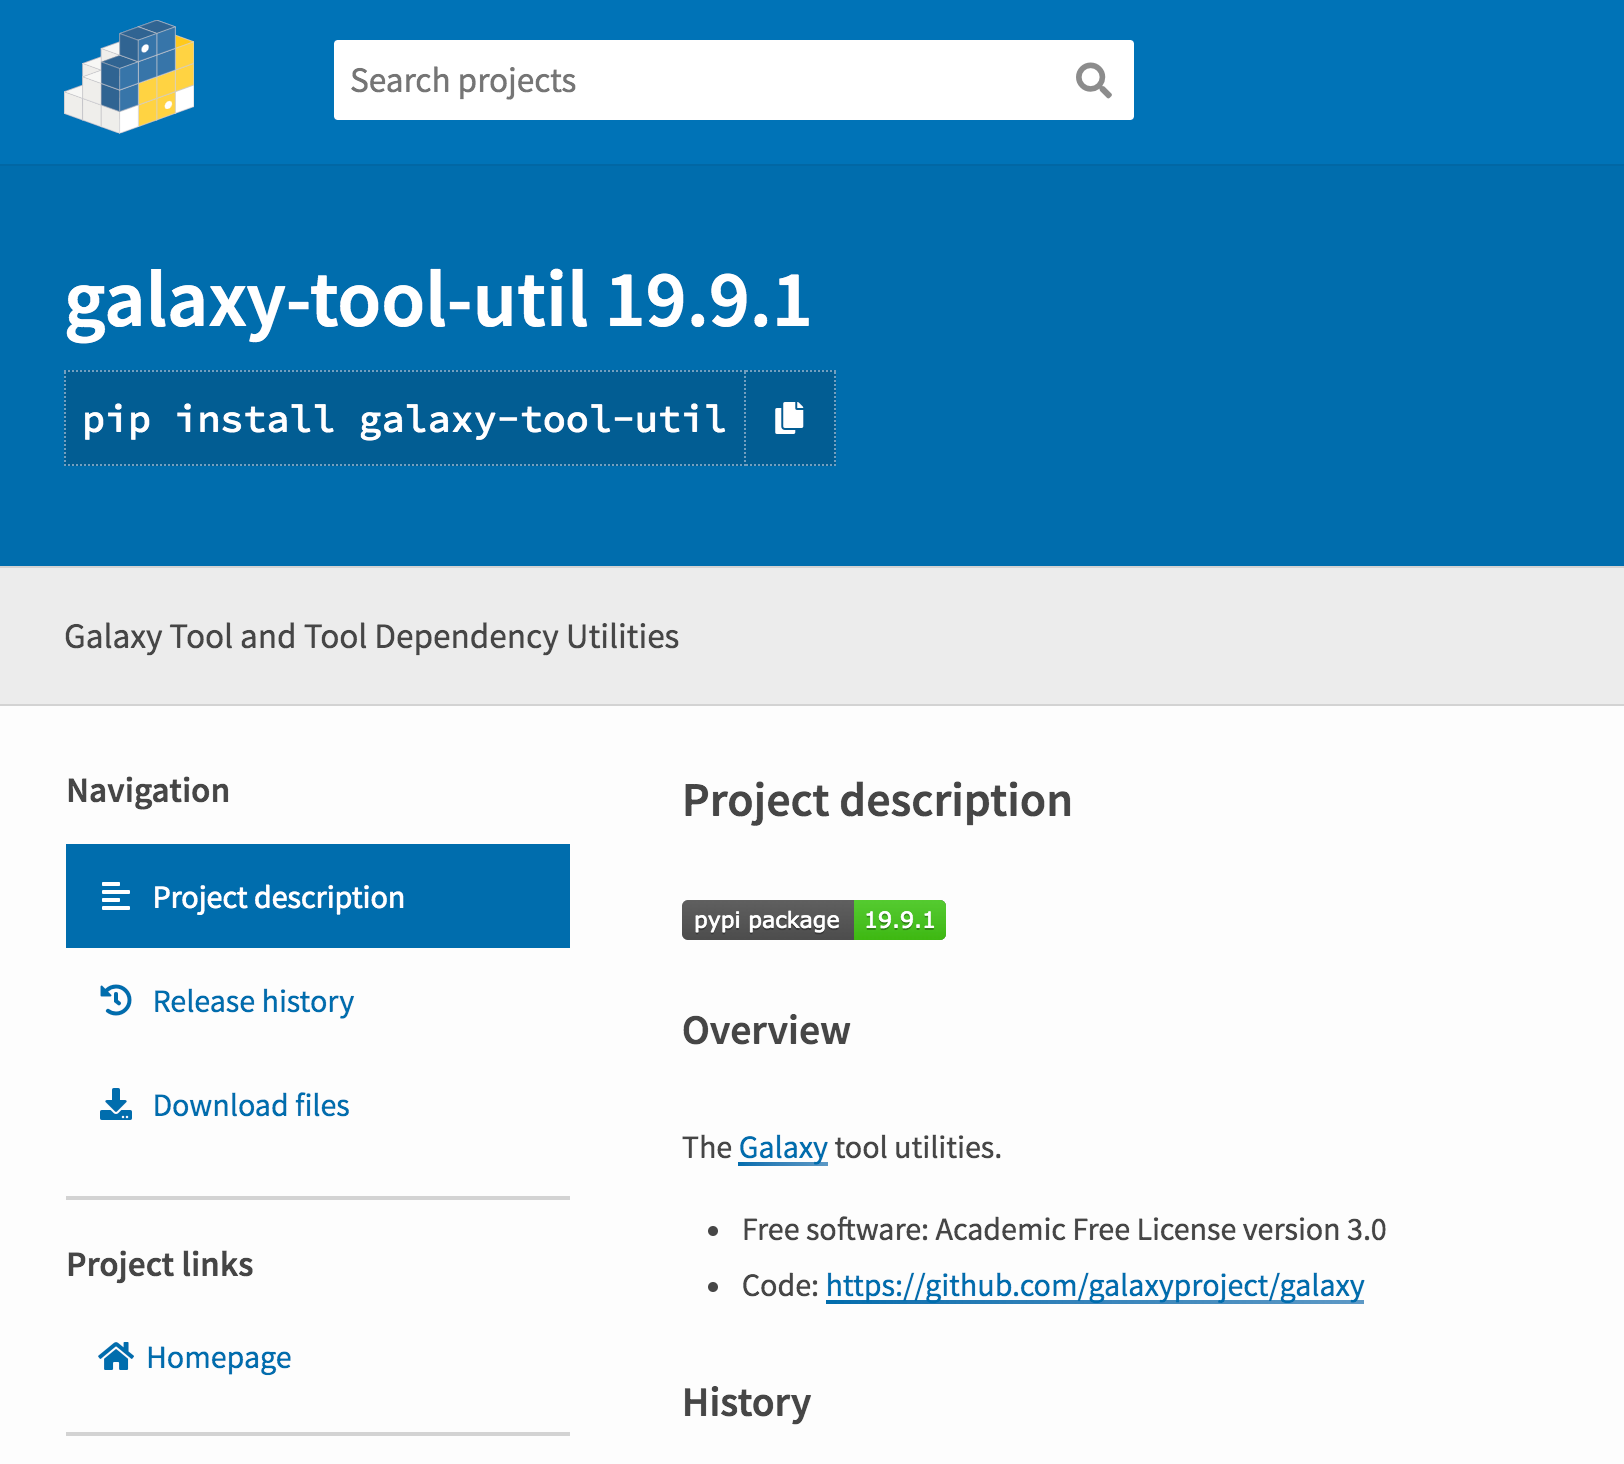 Search projects
galaxy-tool-util 19.9.1
pip install galaxy-tool-util
Galaxy Tool and Tool Dependency Utilities
Navigation
Project description
Release history
Download files
Project links
Homepage
Project description
pypi package 19.9.1
Overview
The Galaxy tool utilities.
• Free software: Academic Free License version 3.0
• Code: https://github.com/galaxyproject/galaxy
History